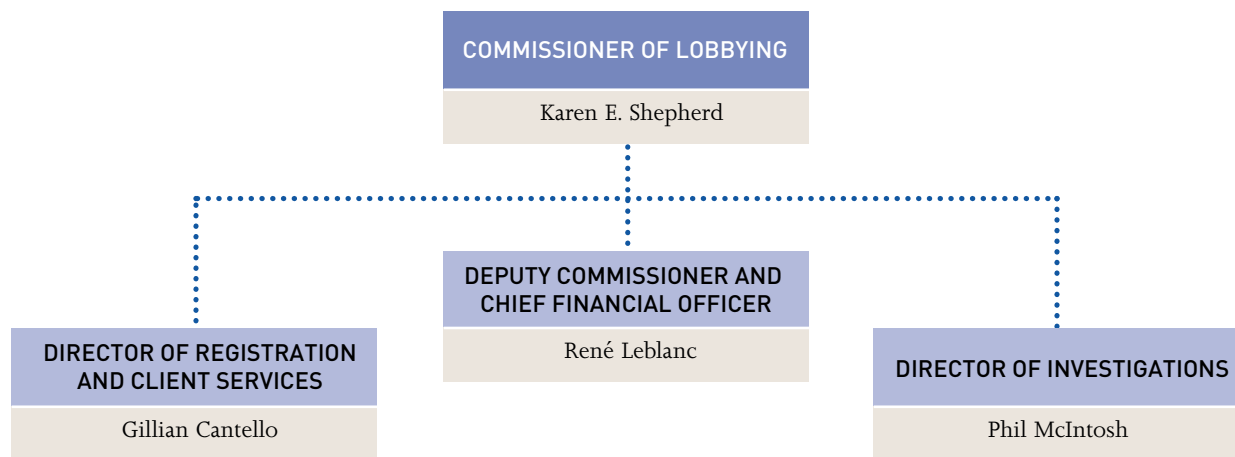 COMMISSIONER OF LOBBYING
Karen E. Shepherd
DEPUTY COMMISSIONER AND
CHIEF FINANCIAL OFFICER
René Leblanc
DIRECTOR OF REGISTRATION
AND CLIENT SERVICES
Gillian Cantello
DIRECTOR OF INVESTIGATIONS
Phil McIntosh